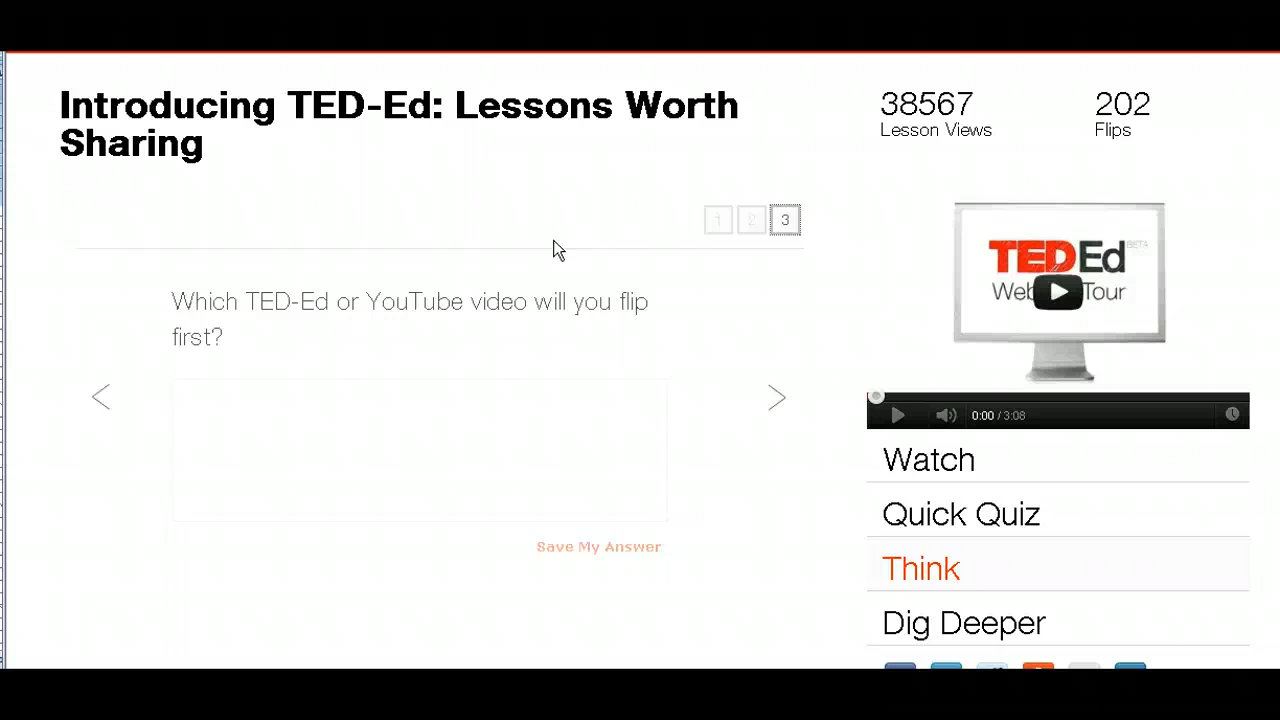 Introducing TED-Ed: Lessons Worth
Sharing
38567
Lesson Views
202
Flips
1 2 3
Which TED-Ed or YouTube video will you flip
first?
Save My Answer
TED Ed BETA
Tour
0:00 / 3:08
Watch
Quick Quiz
Think
Dig Deeper